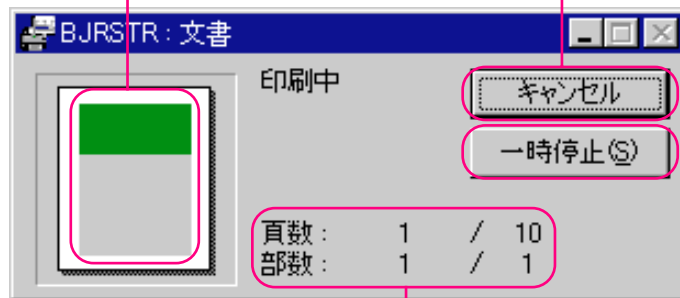 BJRSTR : 文書
印刷中
キャンセル
一時停止(S)
頁数 : 1 / 10
部数 : 1 / 1